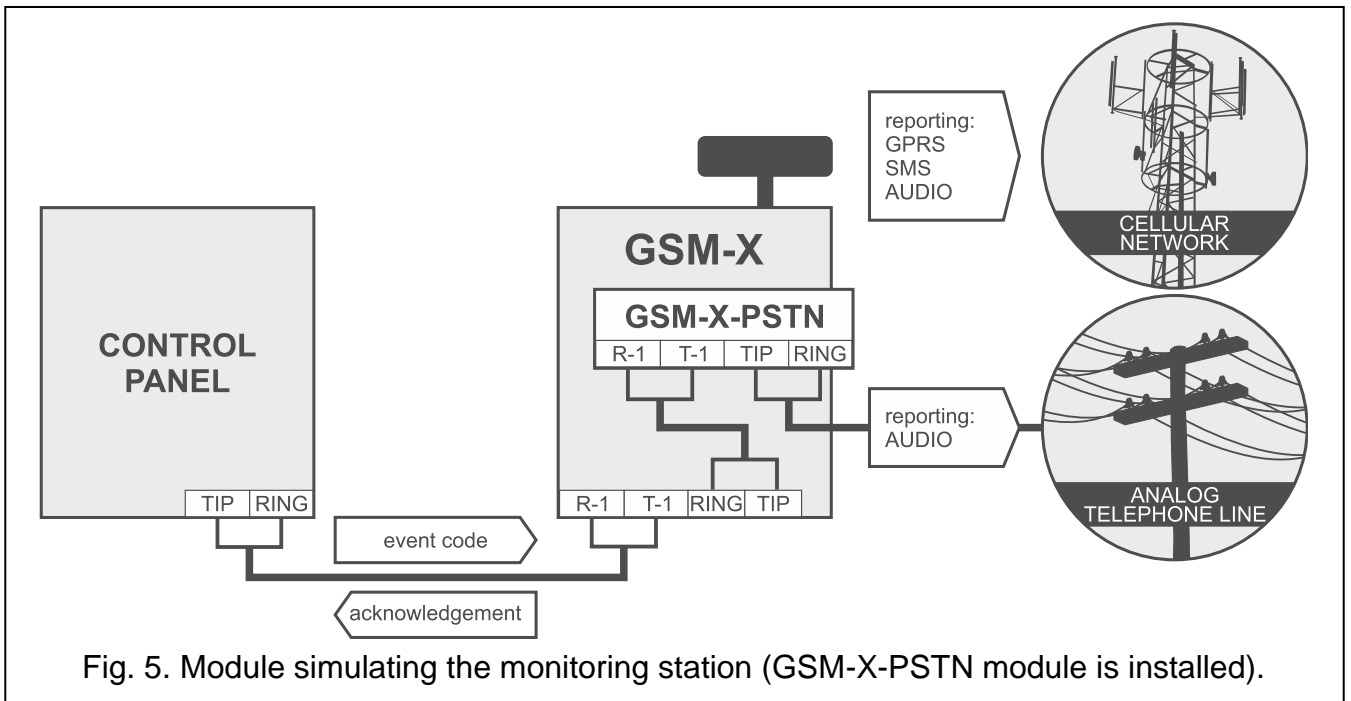 reporting:
GPRS
SMS
AUDIO
CELLULAR
NETWORK
CONTROL
PANEL
TIP RING
GSM-X
GSM-X-PSTN
R-1 T-1 TIP RING
R-1 T-1 RING TIP
reporting:
AUDIO
ANALOG
TELEPHONE LINE
event code
acknowledgement
Fig. 5. Module simulating the monitoring station (GSM-X-PSTN module is installed).